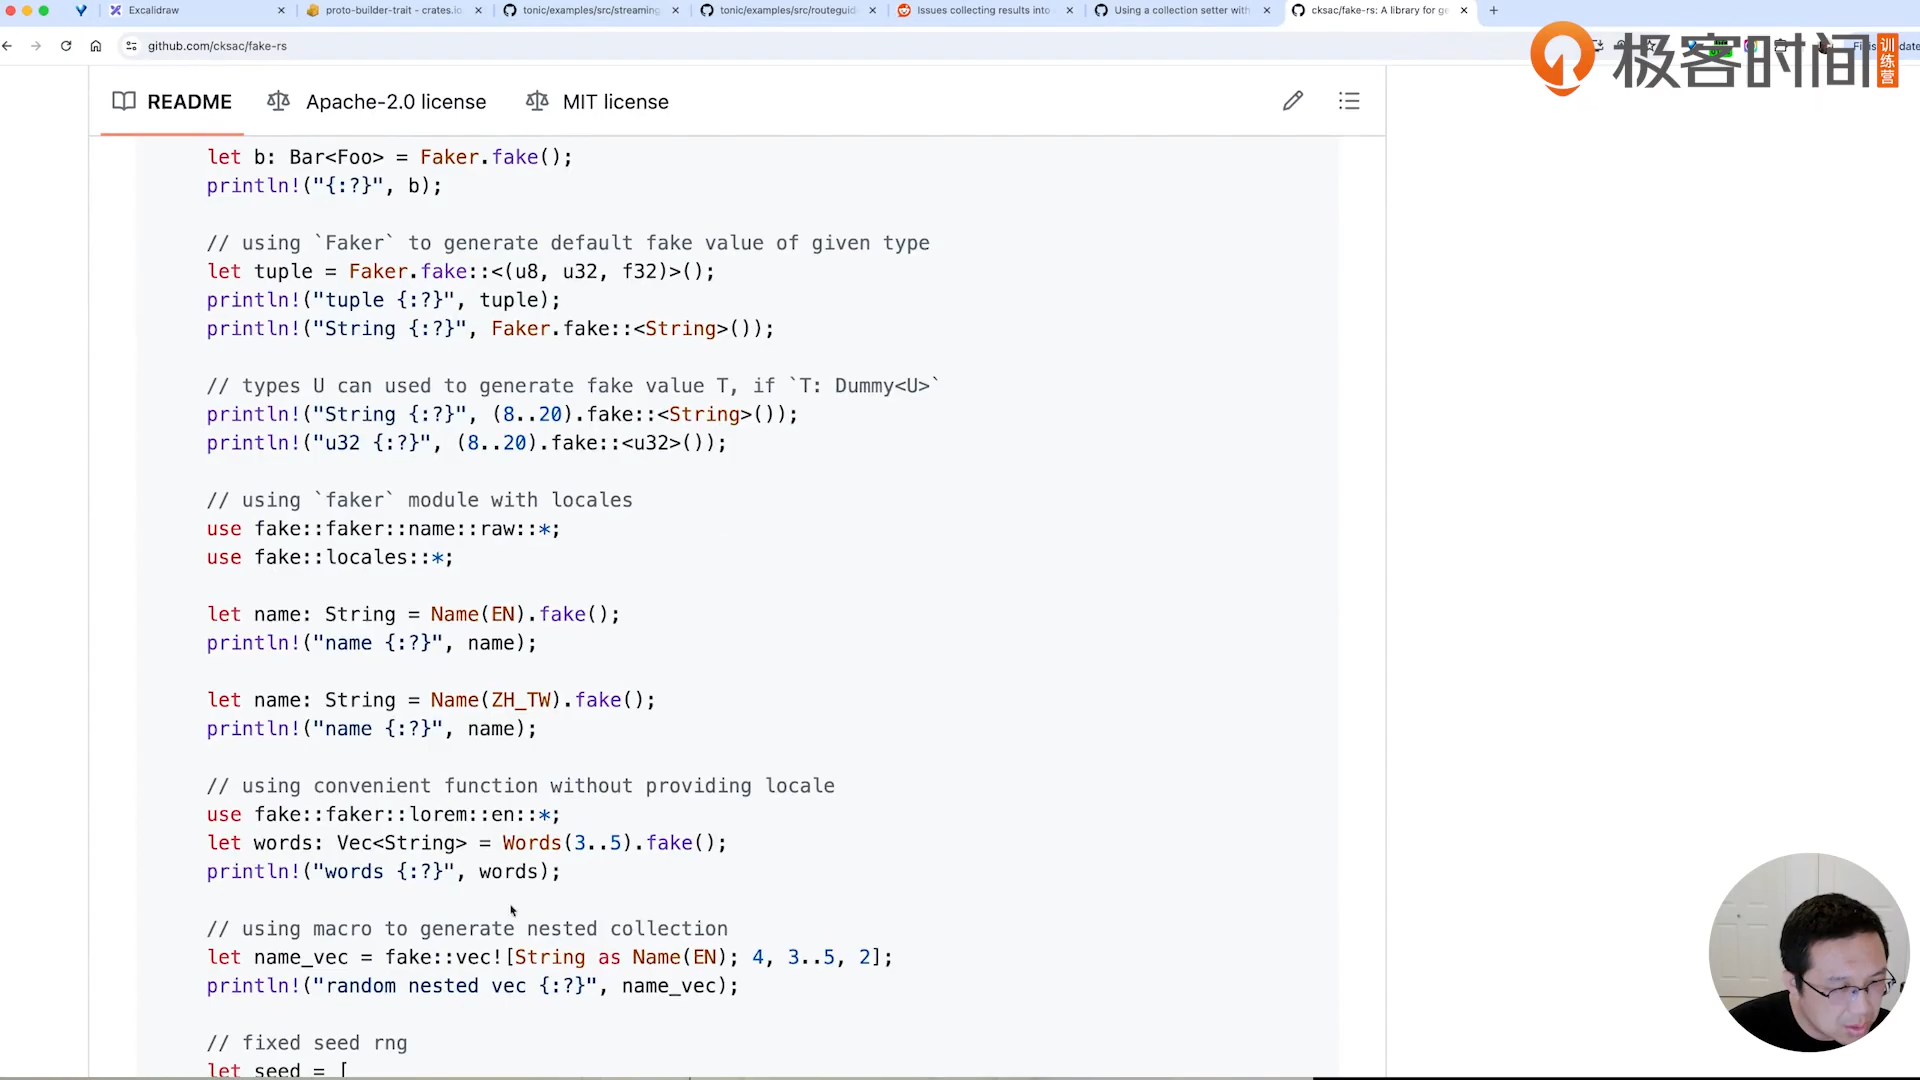 Excalidraw
proto-builder-trait - crates.io
tonic/examples/src/streaming
tonic/examples/src/routeguid
Issues collecting results into
Using a collection setter with
cksac/fake-rs: A library for ge
github.com/cksac/fake-rs
极客时间
训练营
README
Apache-2.0 license
MIT license
let b: Bar<Foo> = Faker.fake();
println!("{:?}", b);
// using `Faker` to generate default fake value of given type
let tuple = Faker.fake::<(u8, u32, f32)>();
println!("tuple {:?}", tuple);
println!("String {:?}", Faker.fake::<String>());
// types U can used to generate fake value T, if `T: Dummy<U>`
println!("String {:?}", (8..20).fake::<String>());
println!("u32 {:?}", (8..20).fake::<u32>());
// using `faker` module with locales
use fake::faker::name::raw::*;
use fake::locales::*;
let name: String = Name(EN).fake();
println!("name {:?}", name);
let name: String = Name(ZH_TW).fake();
println!("name {:?}", name);
// using convenient function without providing locale
use fake::faker::lorem::en::*;
let words: Vec<String> = Words(3..5).fake();
println!("words {:?}", words);
// using macro to generate nested collection
let name_vec = fake::vec![String as Name(EN); 4, 3..5, 2];
println!("random nested vec {:?}", name_vec);
// fixed seed rng
let seed = [